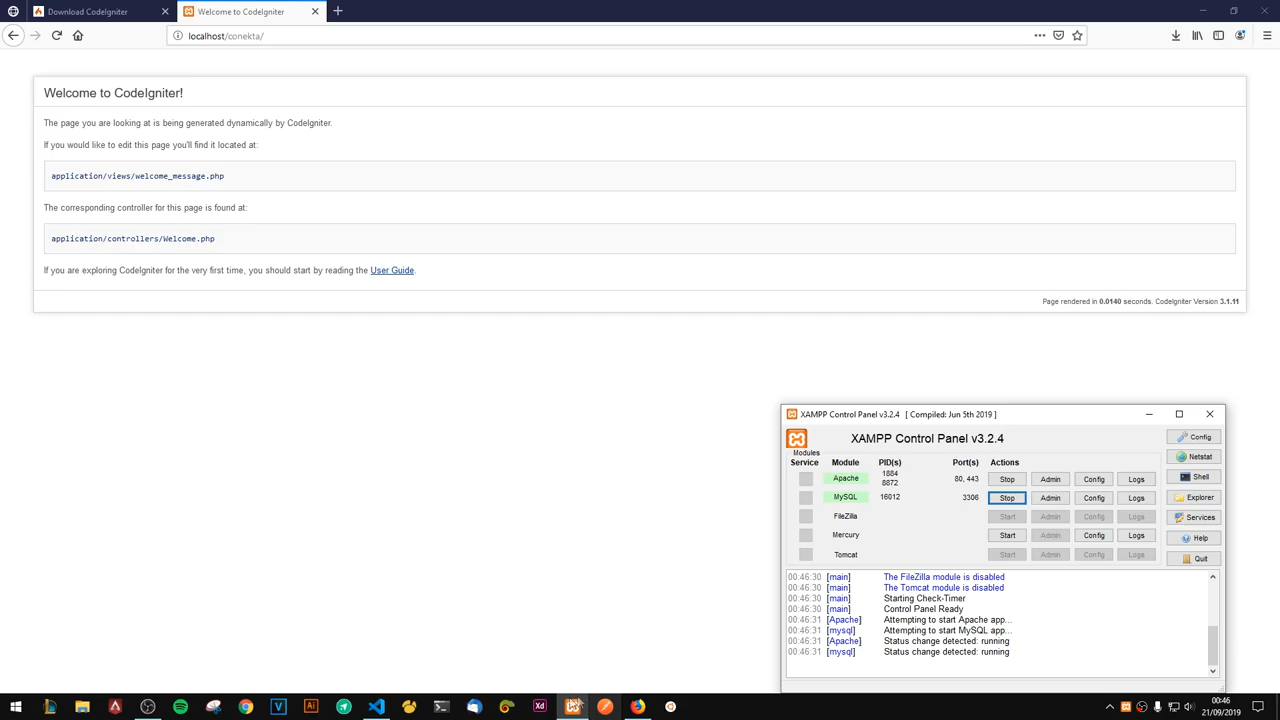 Download CodeIgniter
Welcome to CodeIgniter
localhost/conekta/
Welcome to CodeIgniter!
The page you are looking at is being generated dynamically by CodeIgniter.
If you would like to edit this page you'll find it located at:
application/views/welcome_message.php
The corresponding controller for this page is found at:
application/controllers/Welcome.php
If you are exploring CodeIgniter for the very first time, you should start by reading the User Guide.
Page rendered in 0.0140 seconds. CodeIgniter Version 3.1.11
XAMPP Control Panel v3.2.4 [ Compiled: Jun 5th 2019 ]
XAMPP Control Panel v3.2.4
Config
Modules
Service Module PID(s) Port(s) Actions
Netstat
Apache 1884 8872 80, 443 Stop Admin Config Logs
Shell
MySQL 16012 3306 Stop Admin Config Logs
Explorer
FileZilla Start Admin Config Logs
Services
Mercury Start Admin Config Logs
Help
Tomcat Start Admin Config Logs
Quit
00:46:30 [main] The FileZilla module is disabled
00:46:30 [main] The Tomcat module is disabled
00:46:30 [main] Starting Check-Timer
00:46:30 [main] Control Panel Ready
00:46:31 [Apache] Attempting to start Apache app...
00:46:31 [mysql] Attempting to start MySQL app...
00:46:31 [Apache] Status change detected: running
00:46:31 [mysql] Status change detected: running
Ai
Xd
00:46
21/09/2019